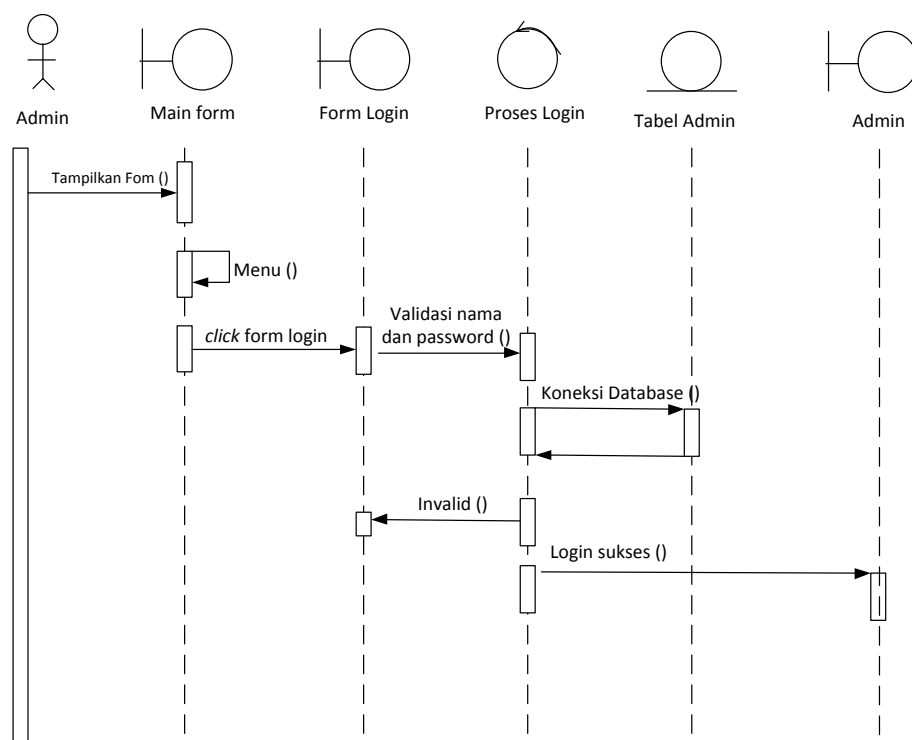 Admin
Main form
Form Login
Proses Login
Tabel Admin
Admin
Tampilkan Fom ()
Menu ()
click form login
Validasi nama
dan password ()
Koneksi Database ()
Invalid ()
Login sukses ()